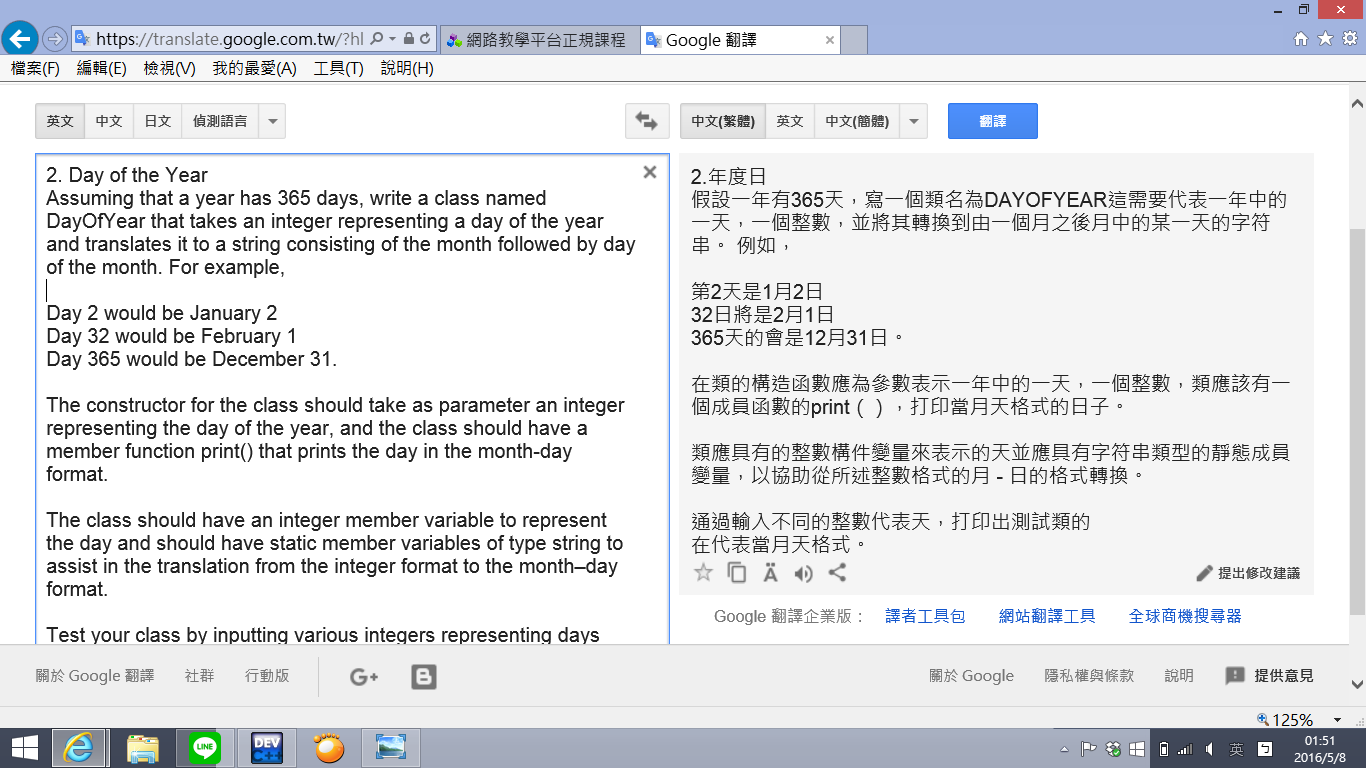 https://translate.google.com.tw/?hl
網路教學平台正規課程
Google 翻譯
檔案(F) 編輯(E) 檢視(V) 我的最愛(A) 工具(T) 說明(H)
英文 中文 日文 偵測語言
中文(繁體) 英文 中文(簡體) 翻譯
2. Day of the Year
Assuming that a year has 365 days, write a class named
DayOfYear that takes an integer representing a day of the year
and translates it to a string consisting of the month followed by day
of the month. For example,
Day 2 would be January 2
Day 32 would be February 1
Day 365 would be December 31.
The constructor for the class should take as parameter an integer
representing the day of the year, and the class should have a
member function print() that prints the day in the month-day
format.
The class should have an integer member variable to represent
the day and should have static member variables of type string to
assist in the translation from the integer format to the month–day
format.
Test your class by inputting various integers representing days
2.年度日
假設一年有365天，寫一個類名為DAYOFYEAR這需要代表一年中的
一天，一個整數，並將其轉換到由一個月之後月中的某一天的字符
串。 例如，
第2天是1月2日
32日將是2月1日
365天的會是12月31日。
在類的構造函數應為參數表示一年中的一天，一個整數，類應該有一
個成員函數的print（），打印當月天格式的日子。
類應具有的整數構件變量來表示的天並應具有字符串類型的靜態成員
變量，以協助從所述整數格式的月 - 日的格式轉換。
通過輸入不同的整數代表天，打印出測試類的
在代表當月天格式。
Ä
提出修改建議
Google 翻譯企業版： 譯者工具包 網站翻譯工具 全球商機搜尋器
關於 Google 翻譯 社群 行動版 G+
關於 Google 隱私權與條款 說明 提供意見
125%
LINE
DEV
C++
英
01:51
2016/5/8